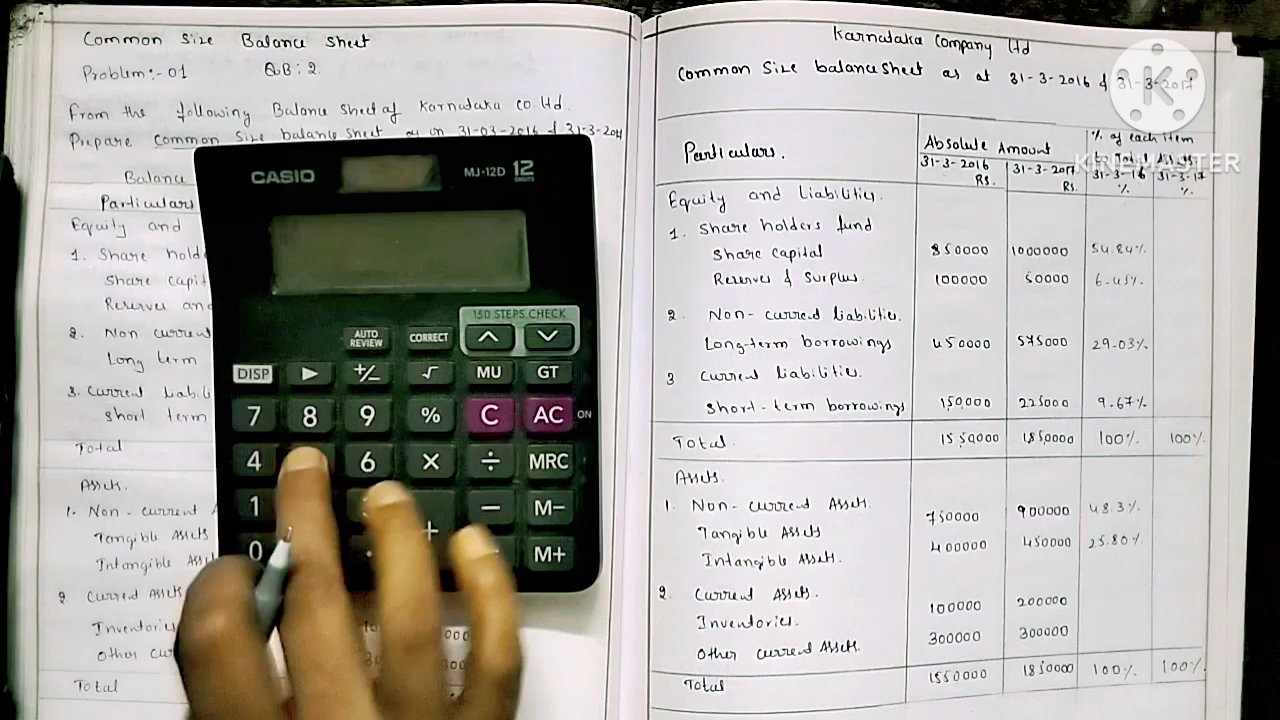 Common Size Balance Sheet
Problem:-01 QB:2.
From the following Balance sheet of Karnataka co. ltd.
Prepare common size balance sheet as on 31-03-2016 & 31-3-2017
Balance
Particulars
Equity and
1. Share hold
Share capit
Reserves and
2. Non current
Long term
3. Current liabili
Short term
Total
Assets.
1. Non-current A
Tangible Assets
Intangible Asse
2 Current Assets
Inventories
Other cur
Total
CASIO MJ-12D 12 DIGITS
150 STEPS CHECK
AUTO REVIEW CORRECT
DISP ▶ +/− √ MU GT
7 8 9 % C AC ON
4 6 × ÷ MRC
1 − M−
0 + M+
Karnataka Company Ltd
Common Size balance sheet as at 31-3-2016 & 31-3-2017
KINEMASTER
Particulars. Absolute Amount % of each item
31-3-2016 Rs. 31-3-2017 Rs. 31-3-16 % 31-3-17 %
Equity and Liabilities.
1. Share holders fund
Share capital 850000 1000000 54.84%
Reserves & Surplus 100000 50000 6.45%
2. Non-current liabilities.
Long-term borrowings 450000 575000 29.03%
3 Current liabilities.
Short-term borrowings 150000 225000 9.67%
Total. 1550000 1850000 100% 100%
Assets.
1. Non-current Assets.
Tangible Assets 750000 900000 48.3%
Intangible Assets. 400000 450000 25.80%
2. Current Assets.
Inventories. 100000 200000
Other current Assets. 300000 300000
Total 1550000 1850000 100% 100%